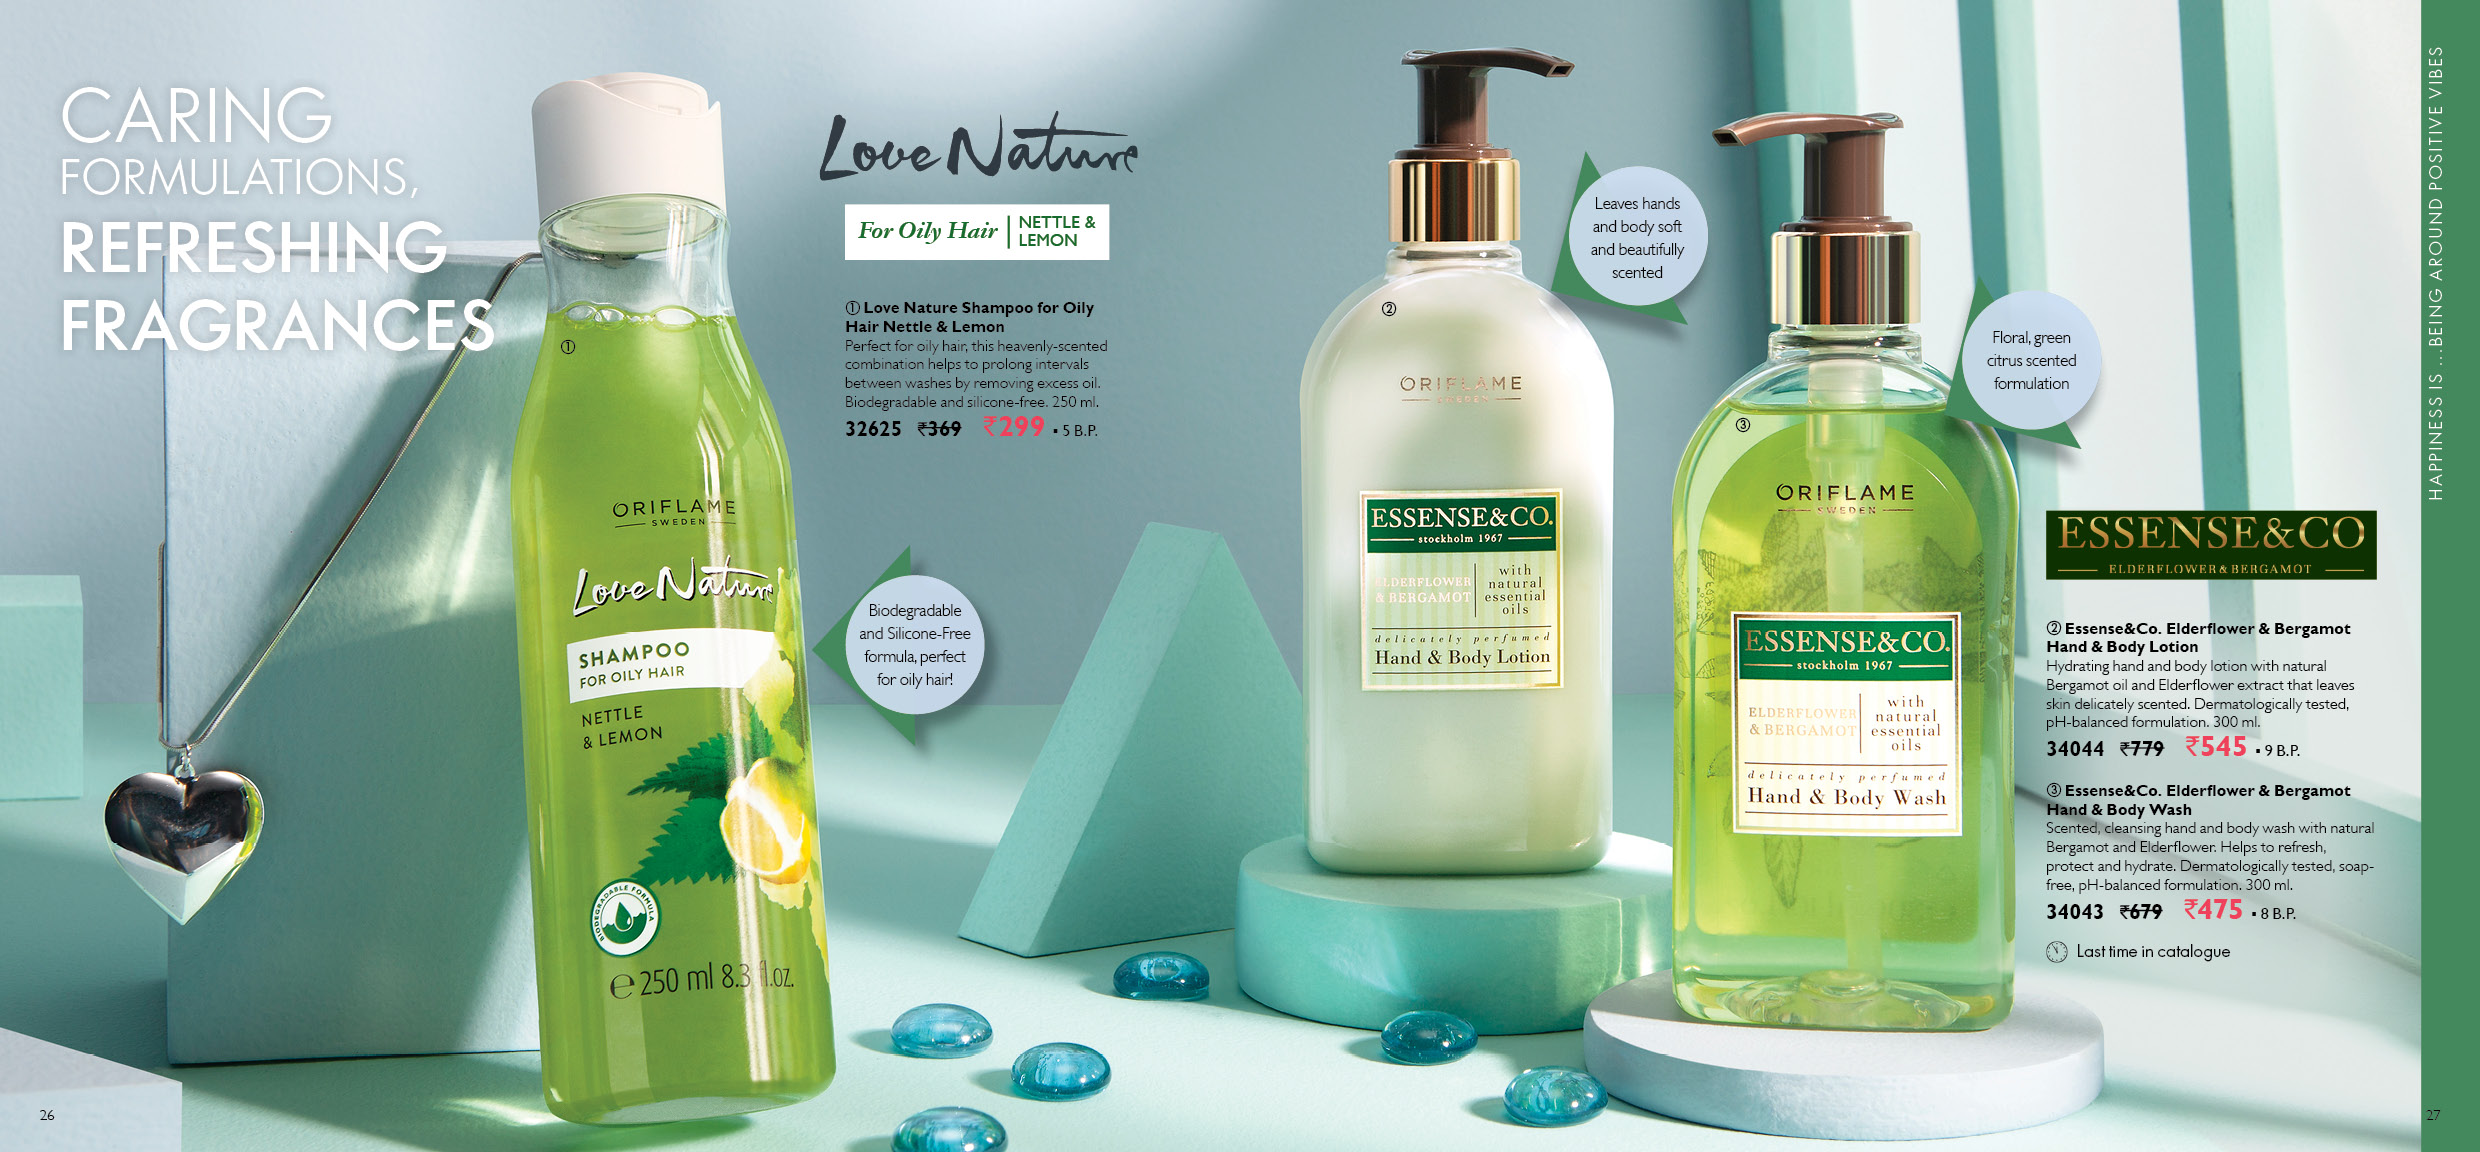 CARING
FORMULATIONS,
REFRESHING
FRAGRANCES
①
ORIFLAME
SWEDEN
Love Nature
SHAMPOO
FOR OILY HAIR
NETTLE
& LEMON
BIODEGRADABLE FORMULA
℮ 250 ml 8.3 fl.oz.
Love Nature
For Oily Hair | NETTLE &
LEMON
① Love Nature Shampoo for Oily
Hair Nettle & Lemon
Perfect for oily hair, this heavenly-scented
combination helps to prolong intervals
between washes by removing excess oil.
Biodegradable and silicone-free. 250 ml.
32625 ₹369 ₹299 ▪ 5 B.P.
Biodegradable
and Silicone-Free
formula, perfect
for oily hair!
26
②
ORIFLAME
SWEDEN
ESSENSE&CO.
stockholm 1967
ELDERFLOWER
& BERGAMOT
with
natural
essential
oils
delicately perfumed
Hand & Body Lotion
Leaves hands
and body soft
and beautifully
scented
③
ORIFLAME
SWEDEN
ESSENSE&CO.
stockholm 1967
ELDERFLOWER
& BERGAMOT
with
natural
essential
oils
delicately perfumed
Hand & Body Wash
Floral, green
citrus scented
formulation
ESSENSE&CO
ELDERFLOWER & BERGAMOT
② Essense&Co. Elderflower & Bergamot
Hand & Body Lotion
Hydrating hand and body lotion with natural
Bergamot oil and Elderflower extract that leaves
skin delicately scented. Dermatologically tested,
pH-balanced formulation. 300 ml.
34044 ₹779 ₹545 ▪ 9 B.P.
③ Essense&Co. Elderflower & Bergamot
Hand & Body Wash
Scented, cleansing hand and body wash with natural
Bergamot and Elderflower. Helps to refresh,
protect and hydrate. Dermatologically tested, soap-
free, pH-balanced formulation. 300 ml.
34043 ₹679 ₹475 ▪ 8 B.P.
Last time in catalogue
HAPPINESS IS ...BEING AROUND POSITIVE VIBES
27